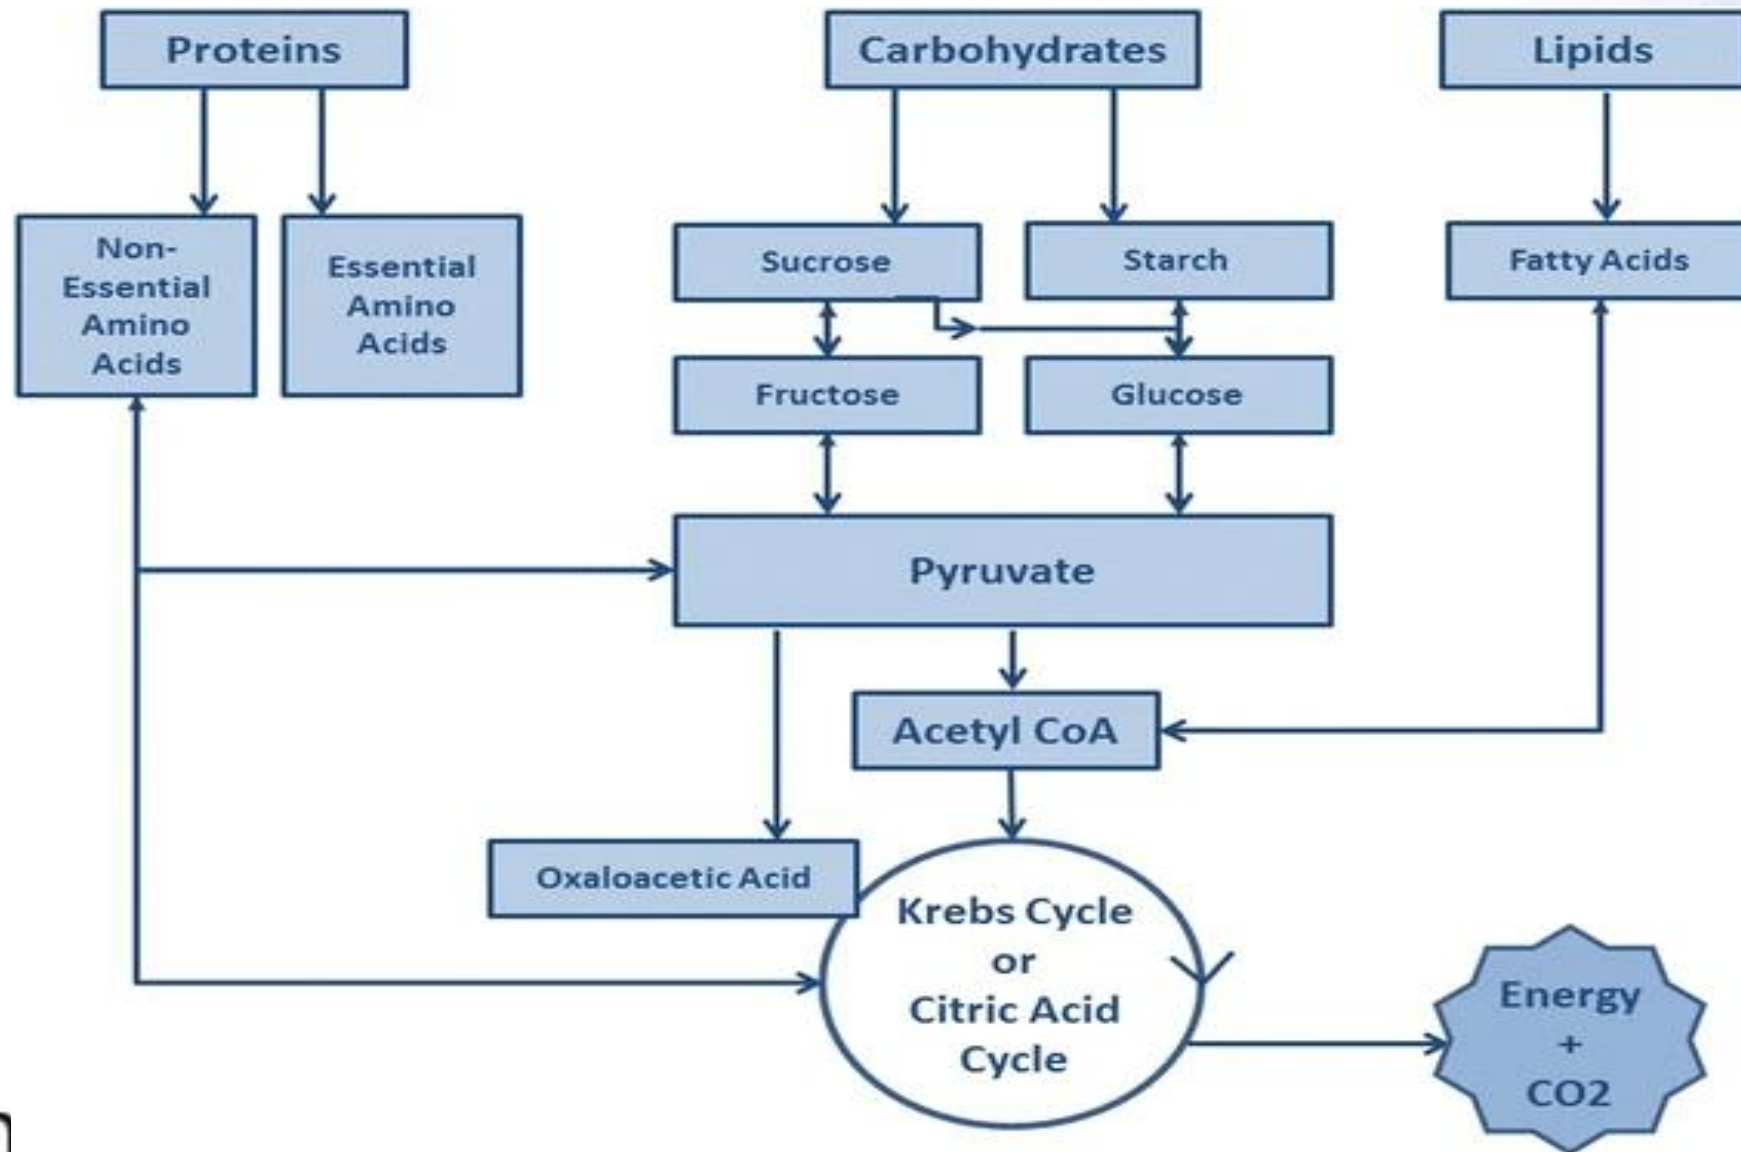 Proteins
Carbohydrates
Lipids
Non-
Essential
Amino
Acids
Essential
Amino
Acids
Sucrose
Starch
Fatty Acids
Fructose
Glucose
Pyruvate
Acetyl CoA
Oxaloacetic Acid
Krebs Cycle
or
Citric Acid
Cycle
Energy
+
CO2